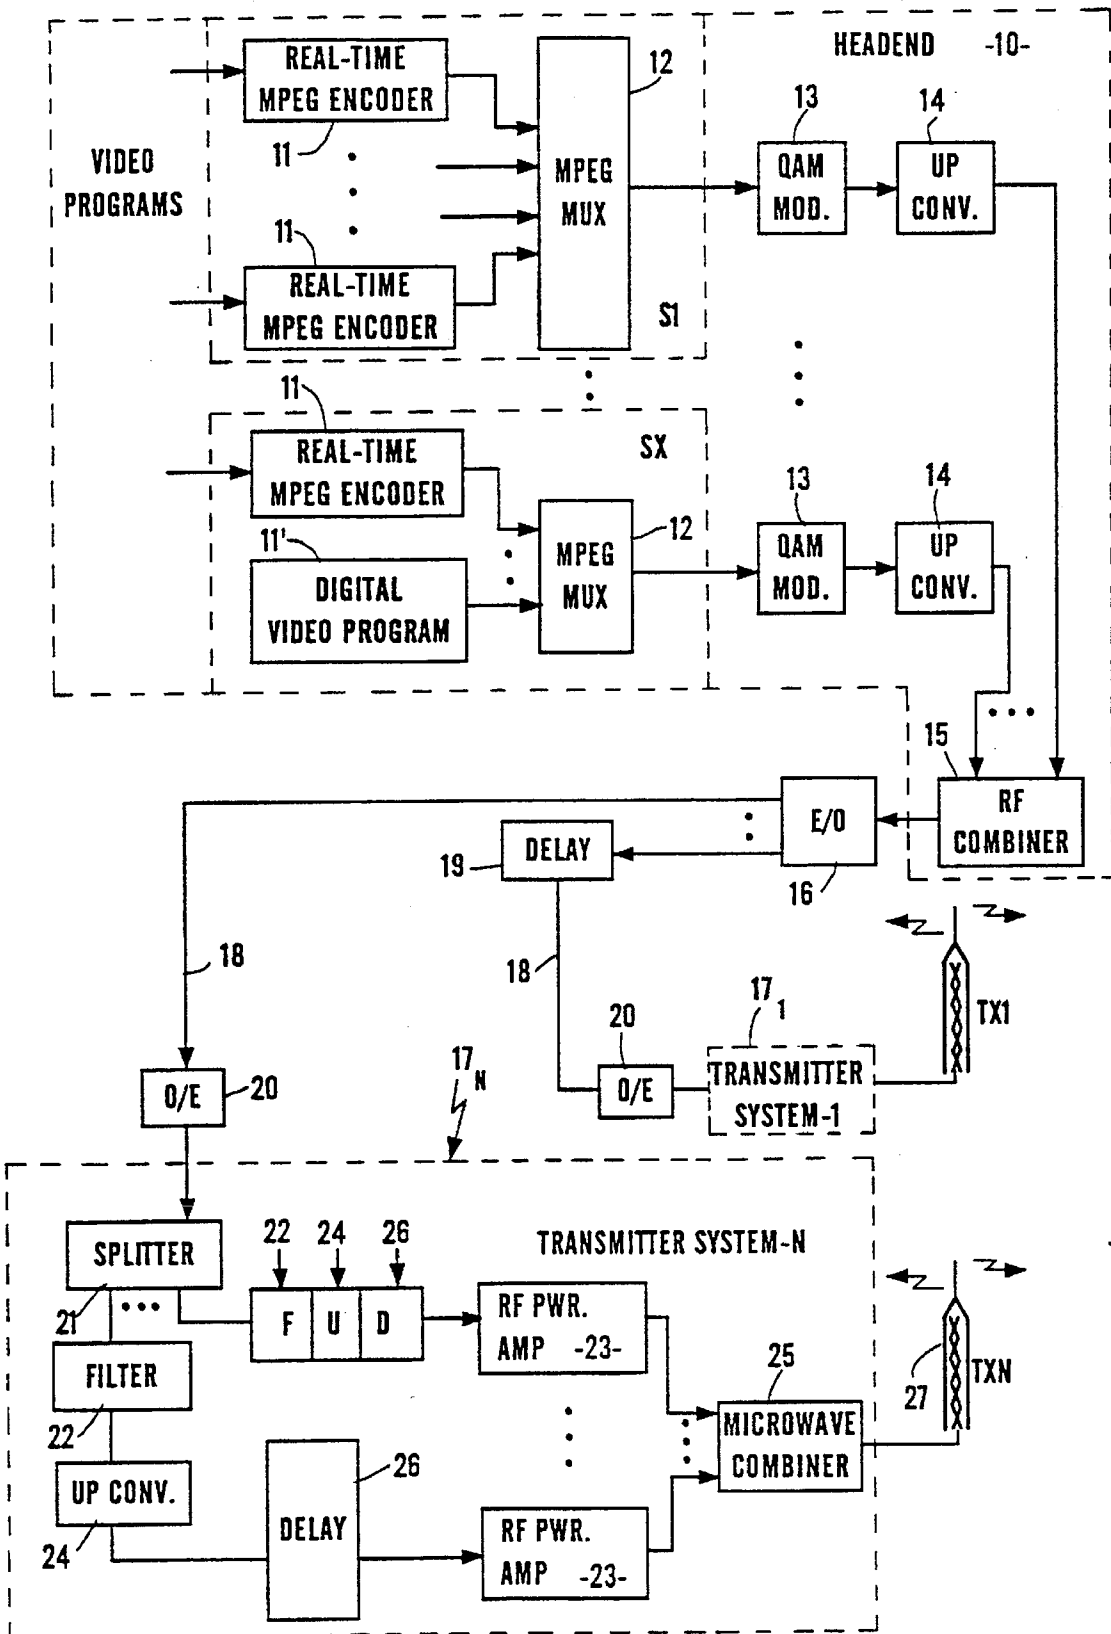 HEADEND -10-
REAL-TIME
MPEG ENCODER
11
12
13
14
VIDEO
PROGRAMS
MPEG
MUX
QAM
MOD.
UP
CONV.
11
REAL-TIME
MPEG ENCODER
S1
11
REAL-TIME
MPEG ENCODER
SX
11'
DIGITAL
VIDEO PROGRAM
MPEG
MUX
12
13
QAM
MOD.
14
UP
CONV.
15
RF
COMBINER
E/O
16
DELAY
19
18
18
20
O/E
17 1
TRANSMITTER
SYSTEM-1
TX1
O/E
20
17 N
SPLITTER
21
22
24
26
TRANSMITTER SYSTEM-N
F U D
RF PWR.
AMP -23-
FILTER
22
25
MICROWAVE
COMBINER
27
TXN
UP CONV.
24
26
DELAY
RF PWR.
AMP -23-